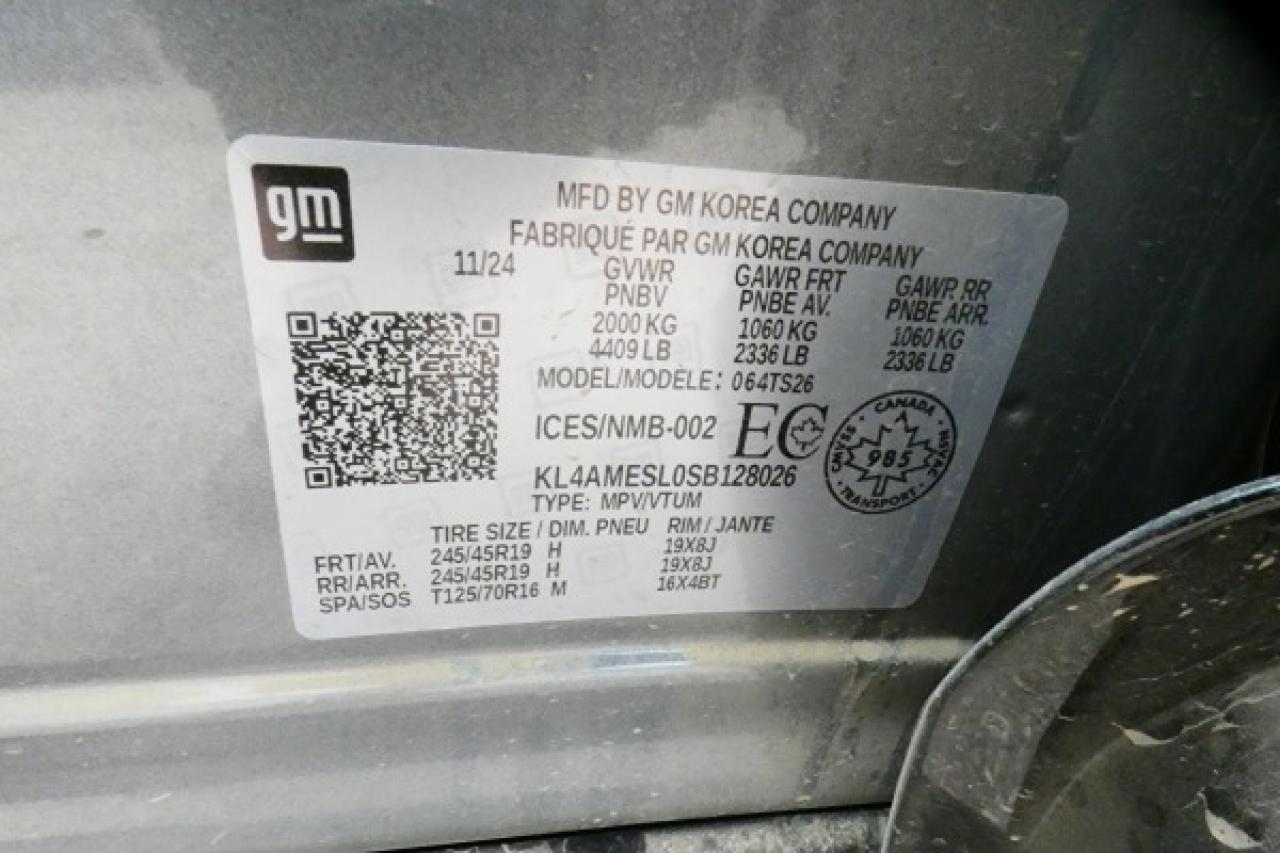 gm
MFD BY GM KOREA COMPANY
FABRIQUÉ PAR GM KOREA COMPANY
11/24 GVWR GAWR FRT GAWR RR
PNBV PNBE AV. PNBE ARR.
2000 KG 1060 KG 1060 KG
4409 LB 2336 LB 2336 LB
MODEL/MODÈLE: 064TS26
ICES/NMB-002 EC
CANADA
CMVSS 985 NSVAC
TRANSPORT
KL4AMESL0SB128026
TYPE: MPV/VTUM
TIRE SIZE / DIM. PNEU RIM / JANTE
FRT/AV. 245/45R19 H 19X8J
RR/ARR. 245/45R19 H 19X8J
SPA/SOS T125/70R16 M 16X4BT